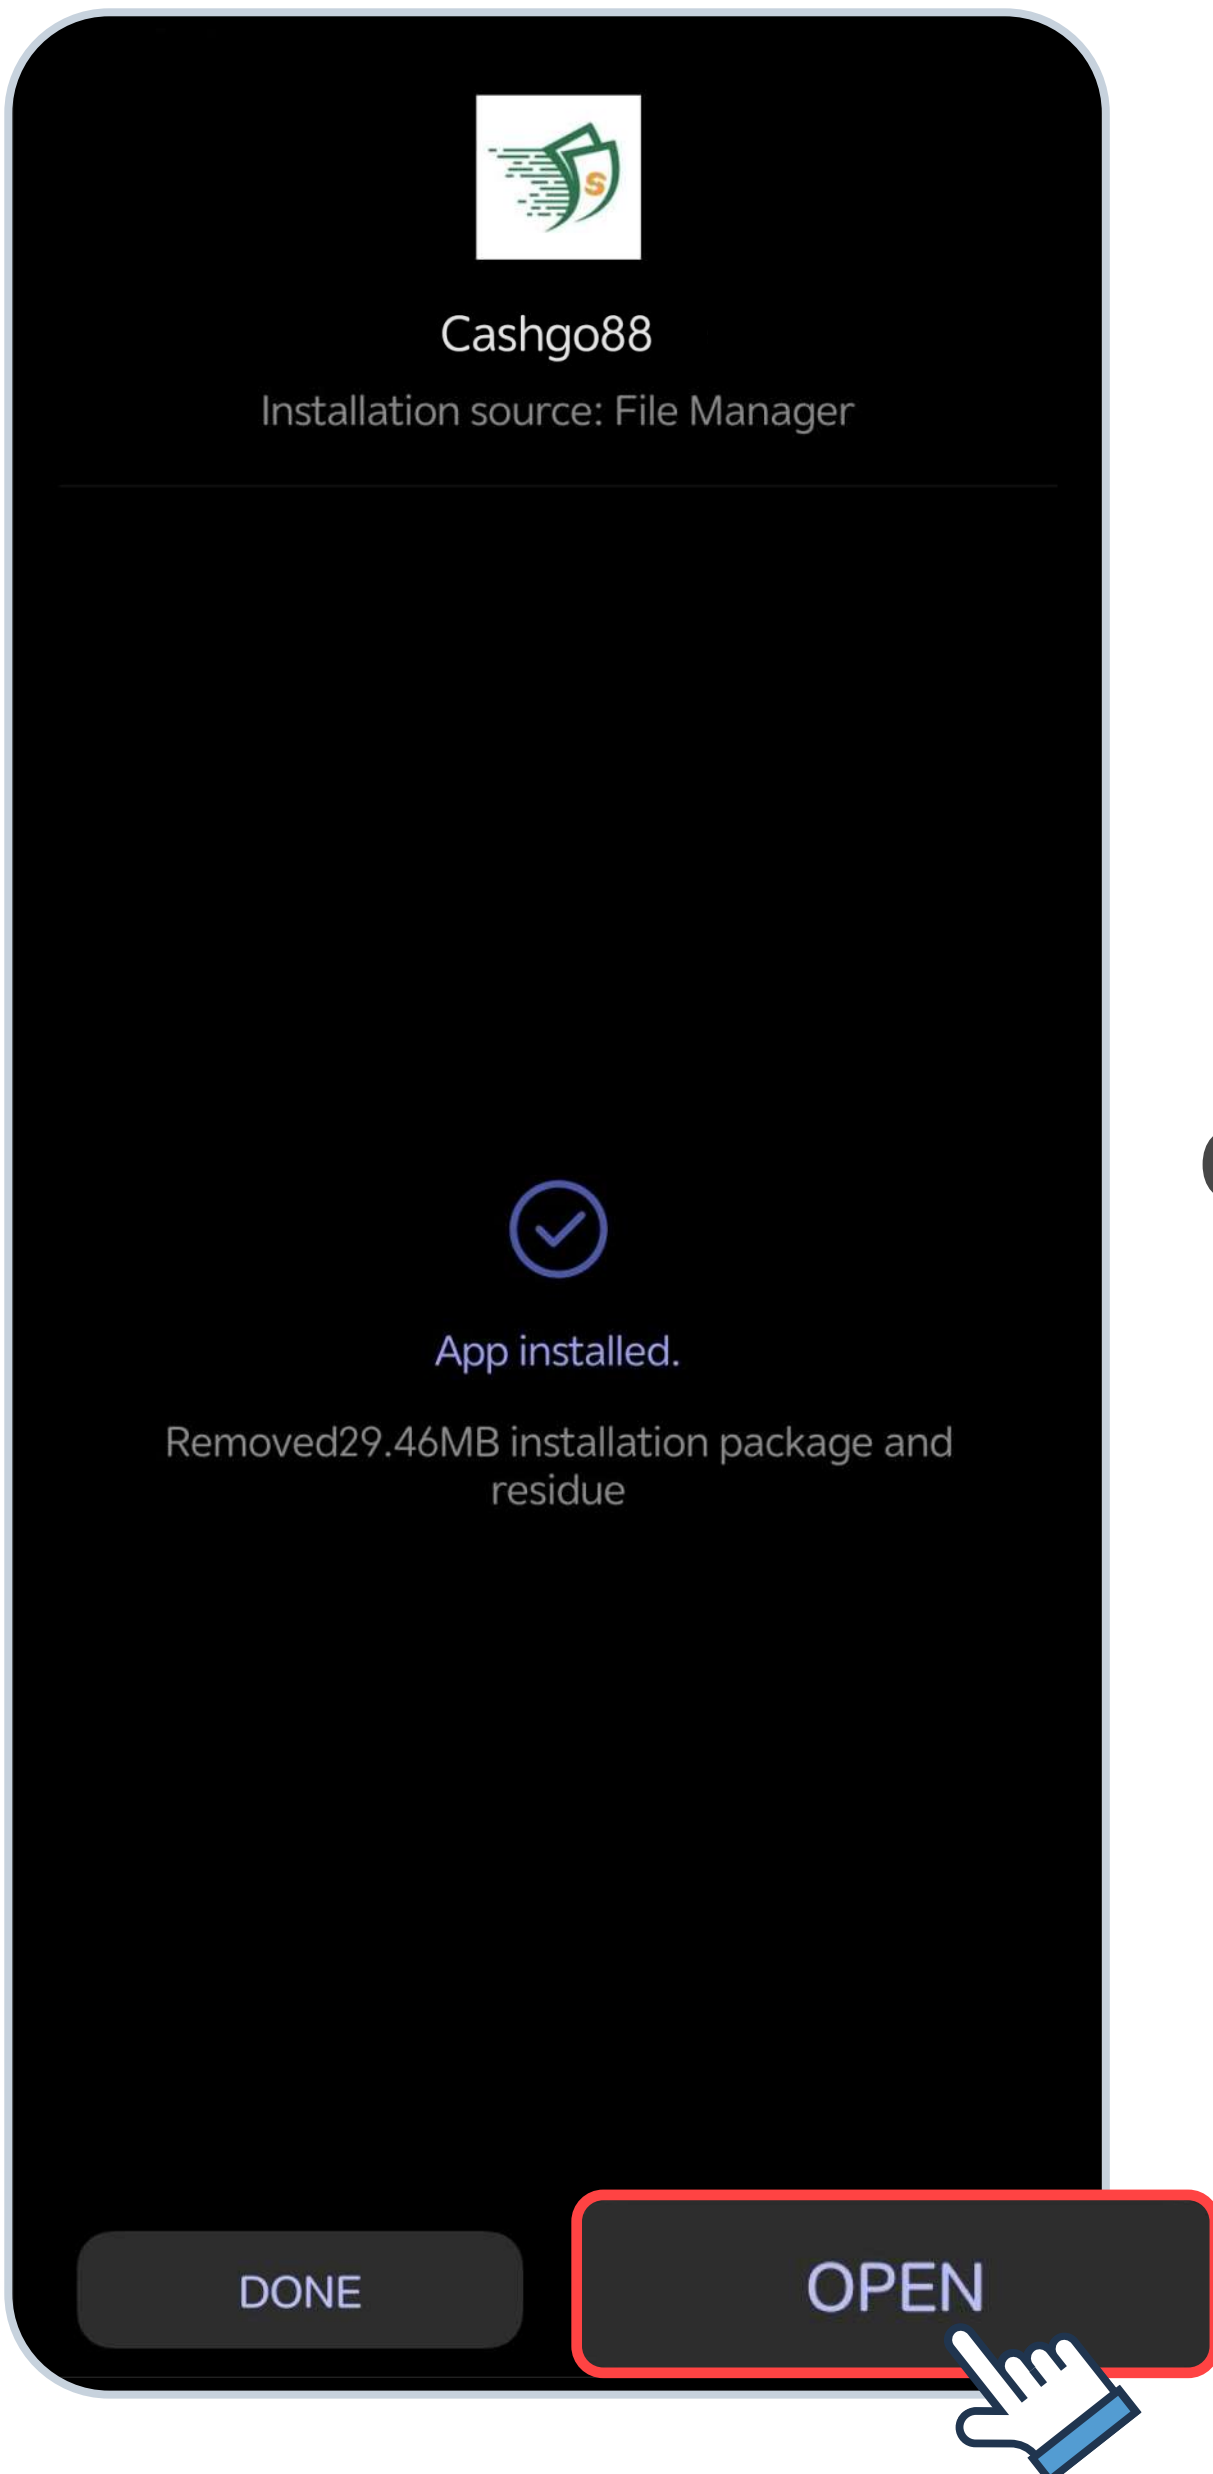 S
Cashgo88
Installation source: File Manager
App installed.
Removed29.46MB installation package and
residue
DONE
OPEN